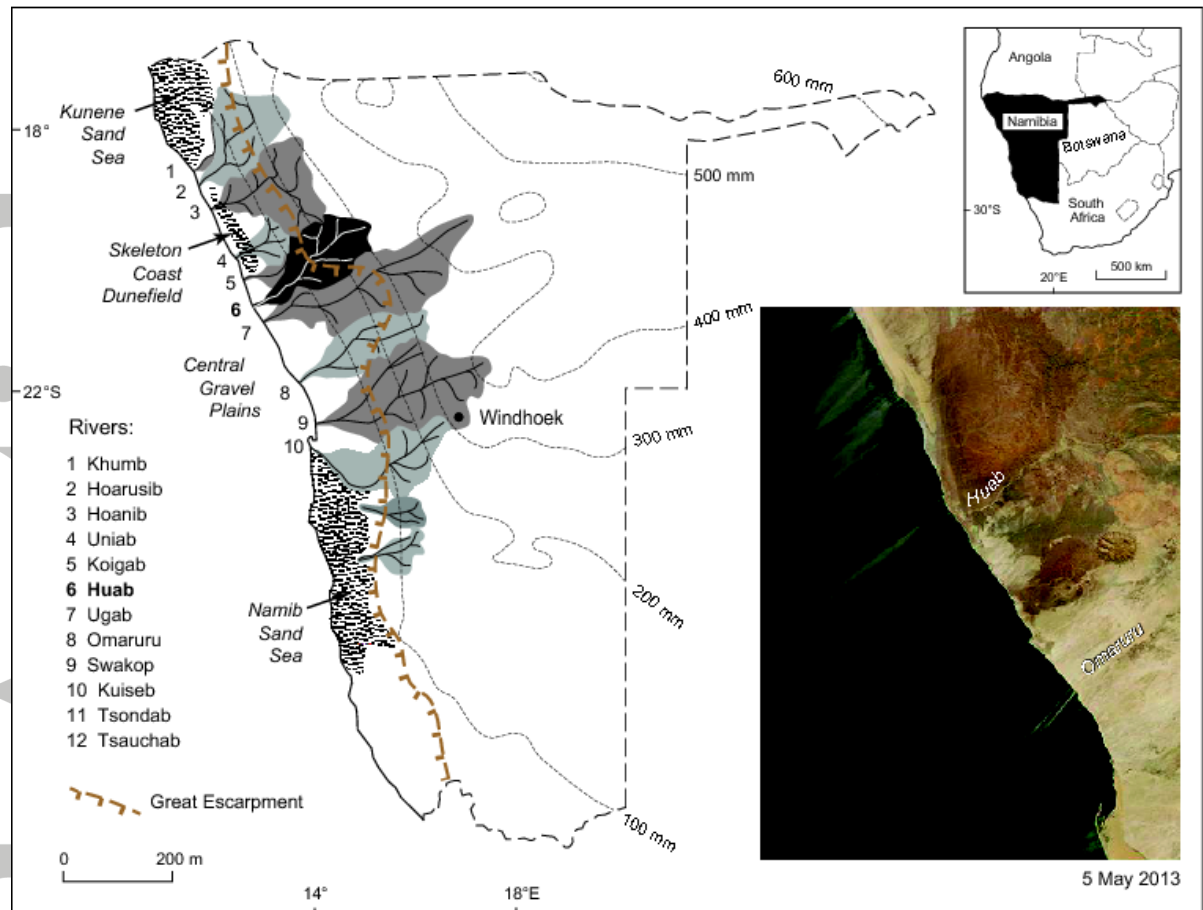 Kunene
Sand
Sea
18°
1
2
3
Skeleton
Coast
Dunefield
4
5
6
7
Central
Gravel
Plains
8
9
10
22°S
Windhoek
Namib
Sand
Sea
600 mm
500 mm
400 mm
300 mm
200 mm
100 mm
Rivers:
1 Khumb
2 Hoarusib
3 Hoanib
4 Uniab
5 Koigab
6 Huab
7 Ugab
8 Omaruru
9 Swakop
10 Kuiseb
11 Tsondab
12 Tsauchab
Great Escarpment
0 200 m
14° 18°E
Angola
Namibia
Botswana
30°S
South
Africa
20°E
500 km
Huab
Omaruru
5 May 2013